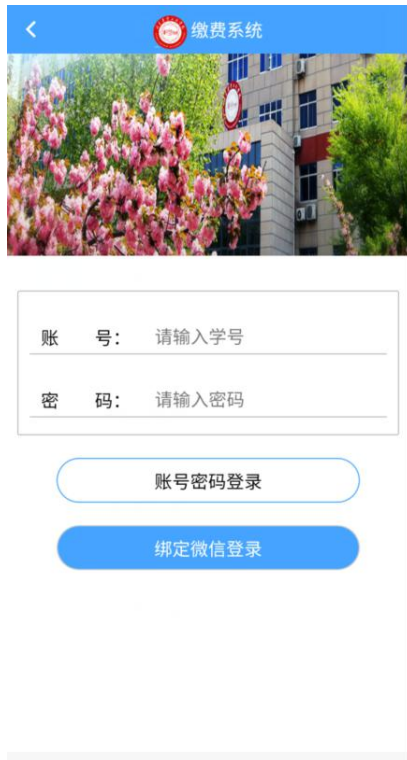 缴费系统
账 号：
请输入学号
密 码：
请输入密码
账号密码登录
绑定微信登录